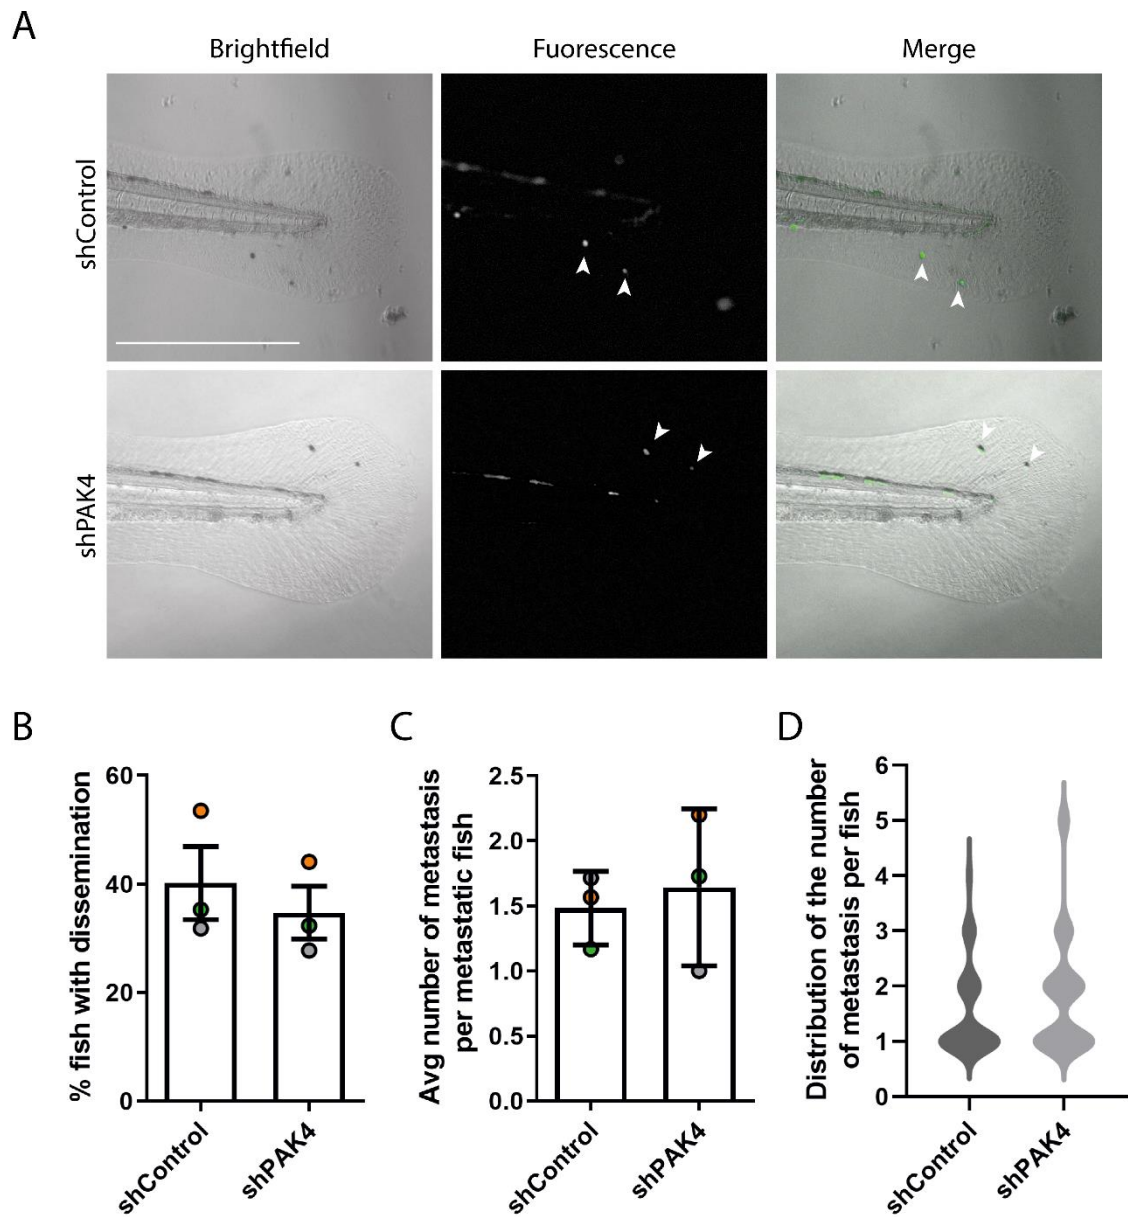 A
Brightfield
Fuorescence
Merge
shControl
shPAK4
B
% fish with dissemination
60
40
20
0
shControl
shPAK4
C
Avg number of metastasis
per metastatic fish
2.5
2.0
1.5
1.0
0.5
0.0
shControl
shPAK4
D
Distribution of the number
of metastasis per fish
6
5
4
3
2
1
0
shControl
shPAK4